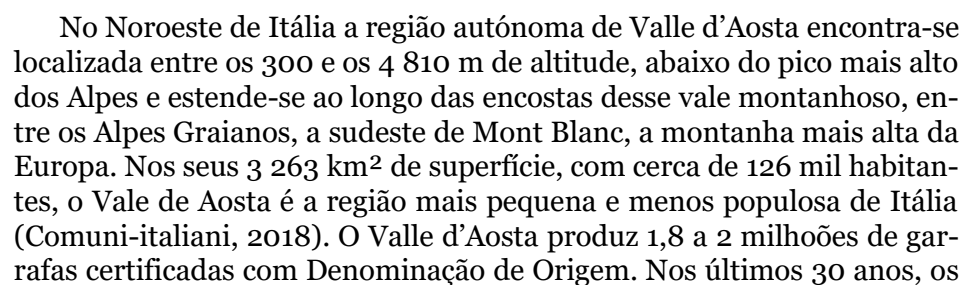 No Noroeste de Itália a região autónoma de Valle d’Aosta encontra-se
localizada entre os 300 e os 4 810 m de altitude, abaixo do pico mais alto
dos Alpes e estende-se ao longo das encostas desse vale montanhoso, en-
tre os Alpes Graianos, a sudeste de Mont Blanc, a montanha mais alta da
Europa. Nos seus 3 263 km² de superfície, com cerca de 126 mil habitan-
tes, o Vale de Aosta é a região mais pequena e menos populosa de Itália
(Comuni-italiani, 2018). O Valle d’Aosta produz 1,8 a 2 milhoões de gar-
rafas certificadas com Denominação de Origem. Nos últimos 30 anos, os